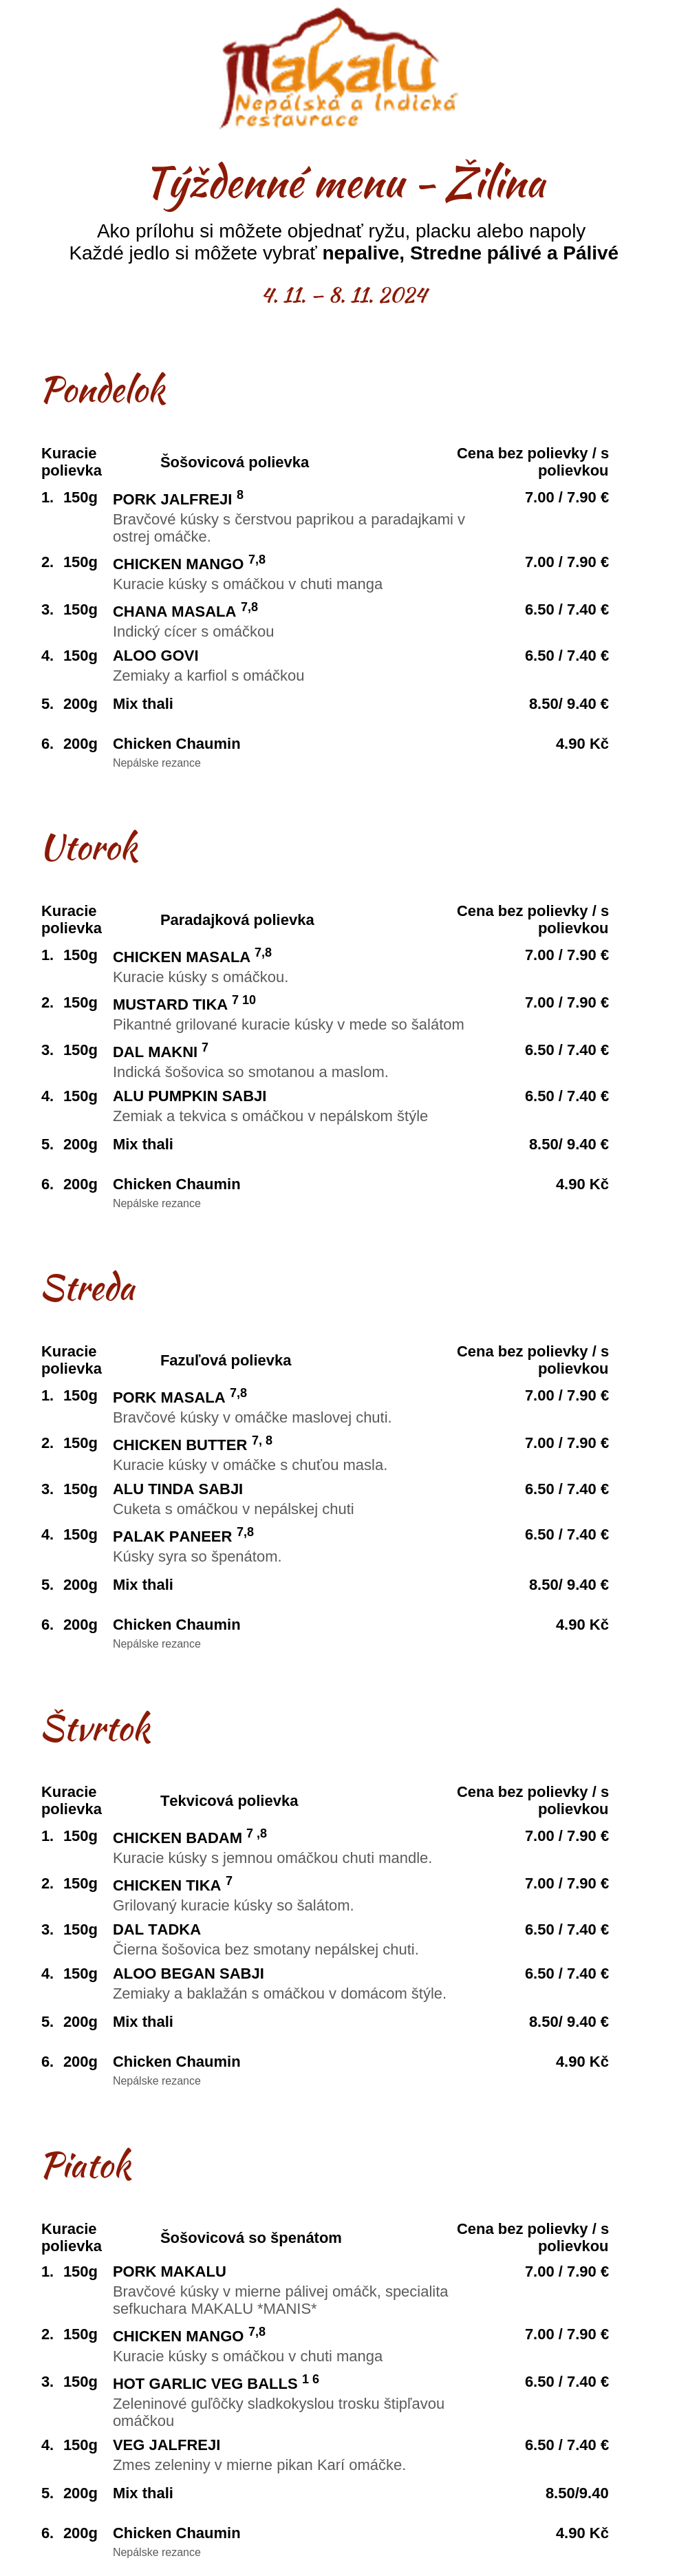 Makalu
Nepálská a Indická
restaurace
Týždenné menu - Žilina
Ako prílohu si môžete objednať ryžu, placku alebo napoly
Každé jedlo si môžete vybrať nepalive, Stredne pálivé a Pálivé
4. 11. – 8. 11. 2024
Pondelok
Kuracie polievka Šošovicová polievka Cena bez polievky / s polievkou
1. 150g PORK JALFREJI 8 7.00 / 7.90 €
Bravčové kúsky s čerstvou paprikou a paradajkami v
ostrej omáčke.
2. 150g CHICKEN MANGO 7,8 7.00 / 7.90 €
Kuracie kúsky s omáčkou v chuti manga
3. 150g CHANA MASALA 7,8 6.50 / 7.40 €
Indický cícer s omáčkou
4. 150g ALOO GOVI 6.50 / 7.40 €
Zemiaky a karfiol s omáčkou
5. 200g Mix thali 8.50/ 9.40 €
6. 200g Chicken Chaumin 4.90 Kč
Nepálske rezance
Utorok
Kuracie polievka Paradajková polievka Cena bez polievky / s polievkou
1. 150g CHICKEN MASALA 7,8 7.00 / 7.90 €
Kuracie kúsky s omáčkou.
2. 150g MUSTARD TIKA 7 10 7.00 / 7.90 €
Pikantné grilované kuracie kúsky v mede so šalátom
3. 150g DAL MAKNI 7 6.50 / 7.40 €
Indická šošovica so smotanou a maslom.
4. 150g ALU PUMPKIN SABJI 6.50 / 7.40 €
Zemiak a tekvica s omáčkou v nepálskom štýle
5. 200g Mix thali 8.50/ 9.40 €
6. 200g Chicken Chaumin 4.90 Kč
Nepálske rezance
Streda
Kuracie polievka Fazuľová polievka Cena bez polievky / s polievkou
1. 150g PORK MASALA 7,8 7.00 / 7.90 €
Bravčové kúsky v omáčke maslovej chuti.
2. 150g CHICKEN BUTTER 7, 8 7.00 / 7.90 €
Kuracie kúsky v omáčke s chuťou masla.
3. 150g ALU TINDA SABJI 6.50 / 7.40 €
Cuketa s omáčkou v nepálskej chuti
4. 150g PALAK PANEER 7,8 6.50 / 7.40 €
Kúsky syra so špenátom.
5. 200g Mix thali 8.50/ 9.40 €
6. 200g Chicken Chaumin 4.90 Kč
Nepálske rezance
Štvrtok
Kuracie polievka Tekvicová polievka Cena bez polievky / s polievkou
1. 150g CHICKEN BADAM 7 ,8 7.00 / 7.90 €
Kuracie kúsky s jemnou omáčkou chuti mandle.
2. 150g CHICKEN TIKA 7 7.00 / 7.90 €
Grilovaný kuracie kúsky so šalátom.
3. 150g DAL TADKA 6.50 / 7.40 €
Čierna šošovica bez smotany nepálskej chuti.
4. 150g ALOO BEGAN SABJI 6.50 / 7.40 €
Zemiaky a baklažán s omáčkou v domácom štýle.
5. 200g Mix thali 8.50/ 9.40 €
6. 200g Chicken Chaumin 4.90 Kč
Nepálske rezance
Piatok
Kuracie polievka Šošovicová so špenátom Cena bez polievky / s polievkou
1. 150g PORK MAKALU 7.00 / 7.90 €
Bravčové kúsky v mierne pálivej omáčk, specialita
sefkuchara MAKALU *MANIS*
2. 150g CHICKEN MANGO 7,8 7.00 / 7.90 €
Kuracie kúsky s omáčkou v chuti manga
3. 150g HOT GARLIC VEG BALLS 1 6 6.50 / 7.40 €
Zeleninové guľôčky sladkokyslou trosku štipľavou
omáčkou
4. 150g VEG JALFREJI 6.50 / 7.40 €
Zmes zeleniny v mierne pikan Karí omáčke.
5. 200g Mix thali 8.50/9.40
6. 200g Chicken Chaumin 4.90 Kč
Nepálske rezance